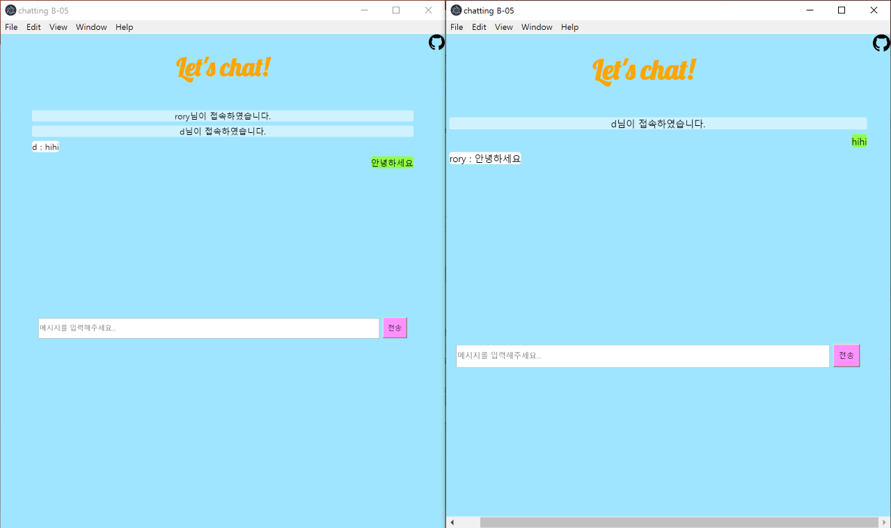 chatting B-05
File Edit View Window Help
Let's chat!
rory님이 접속하였습니다.
d님이 접속하였습니다.
d : hihi
안녕하세요
메시지를 입력해주세요..
전송
chatting B-05
File Edit View Window Help
Let's chat!
d님이 접속하였습니다.
hihi
rory : 안녕하세요
메시지를 입력해주세요..
전송